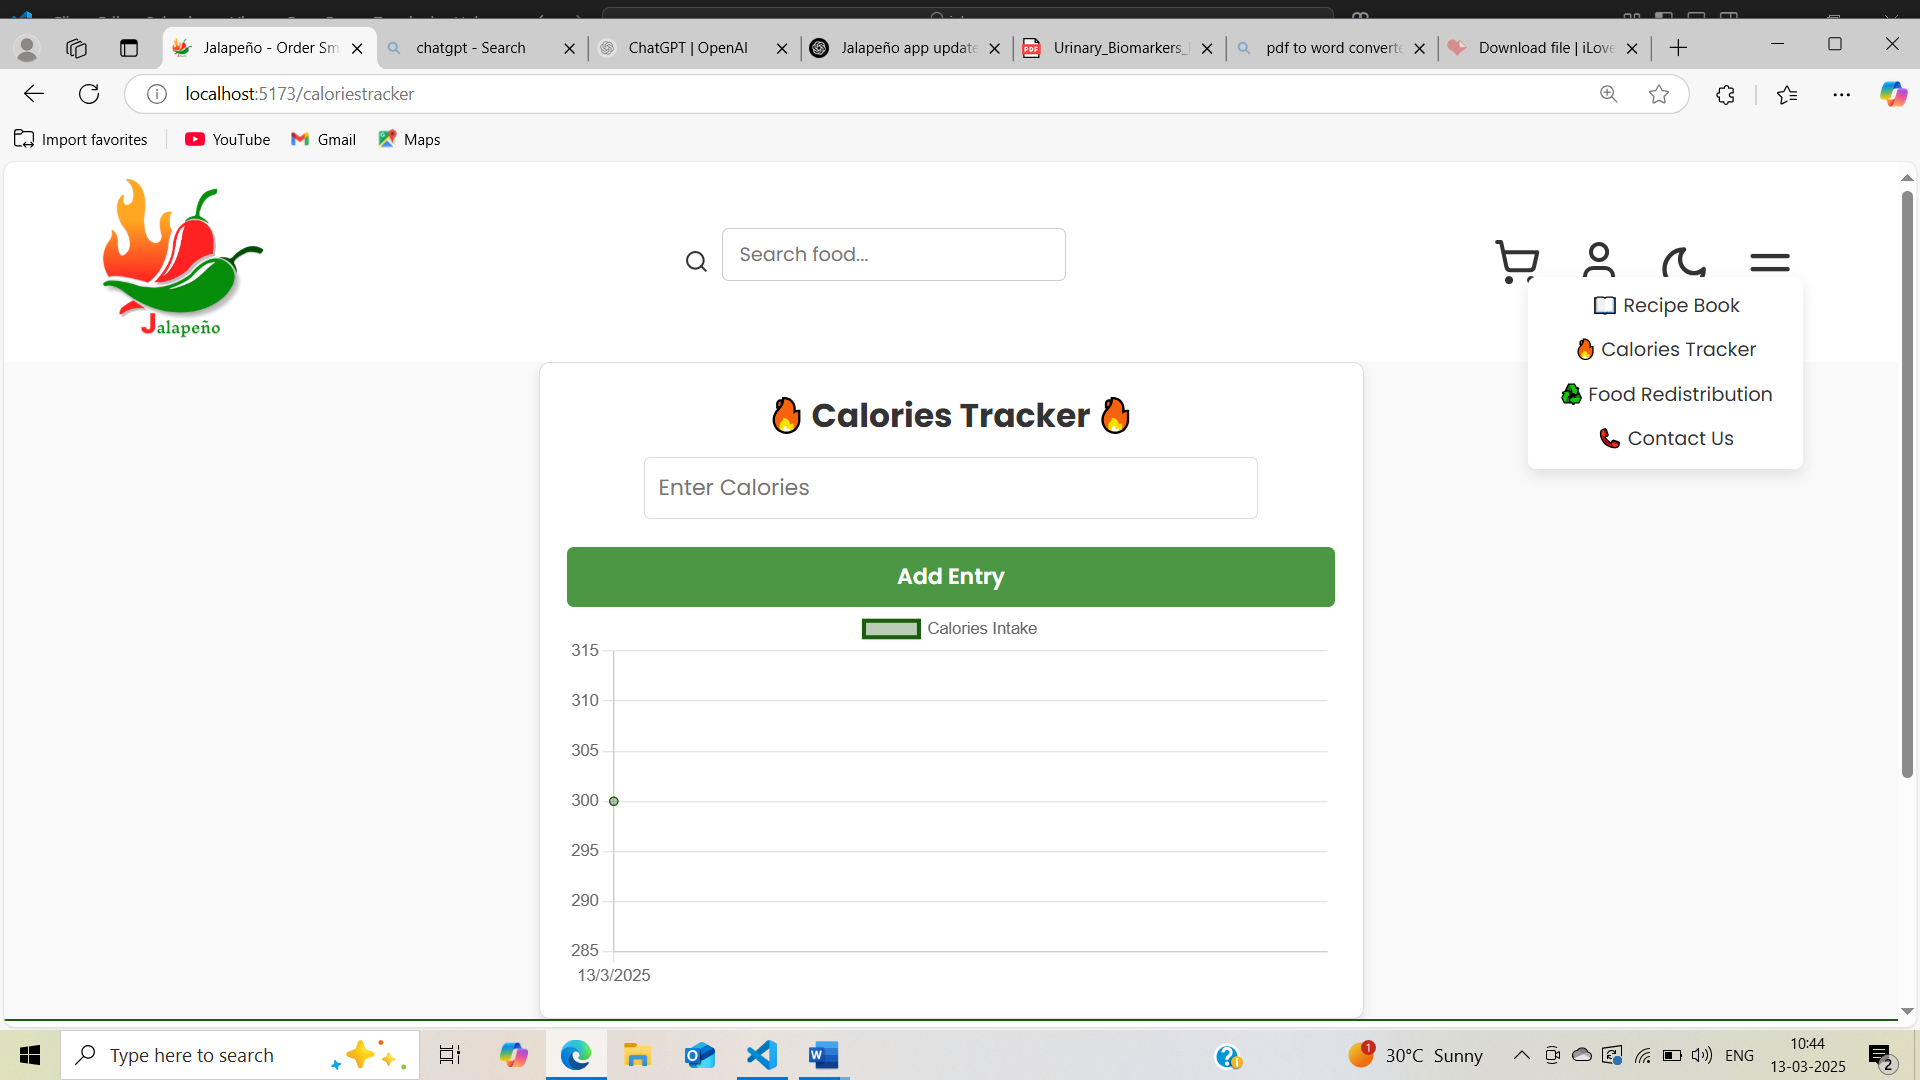 Jalapeño - Order Sm
chatgpt - Search
ChatGPT | OpenAI
Jalapeño app update
Urinary_Biomarkers_
pdf to word converte
Download file | iLove
localhost:5173/caloriestracker
Import favorites
YouTube
Gmail
Maps
Jalapeño
Search food...
Recipe Book
Calories Tracker
Food Redistribution
Contact Us
Calories Tracker
Enter Calories
Add Entry
Calories Intake
315
310
305
300
295
290
285
13/3/2025
Type here to search
1
30°C Sunny
ENG
10:44
13-03-2025
2